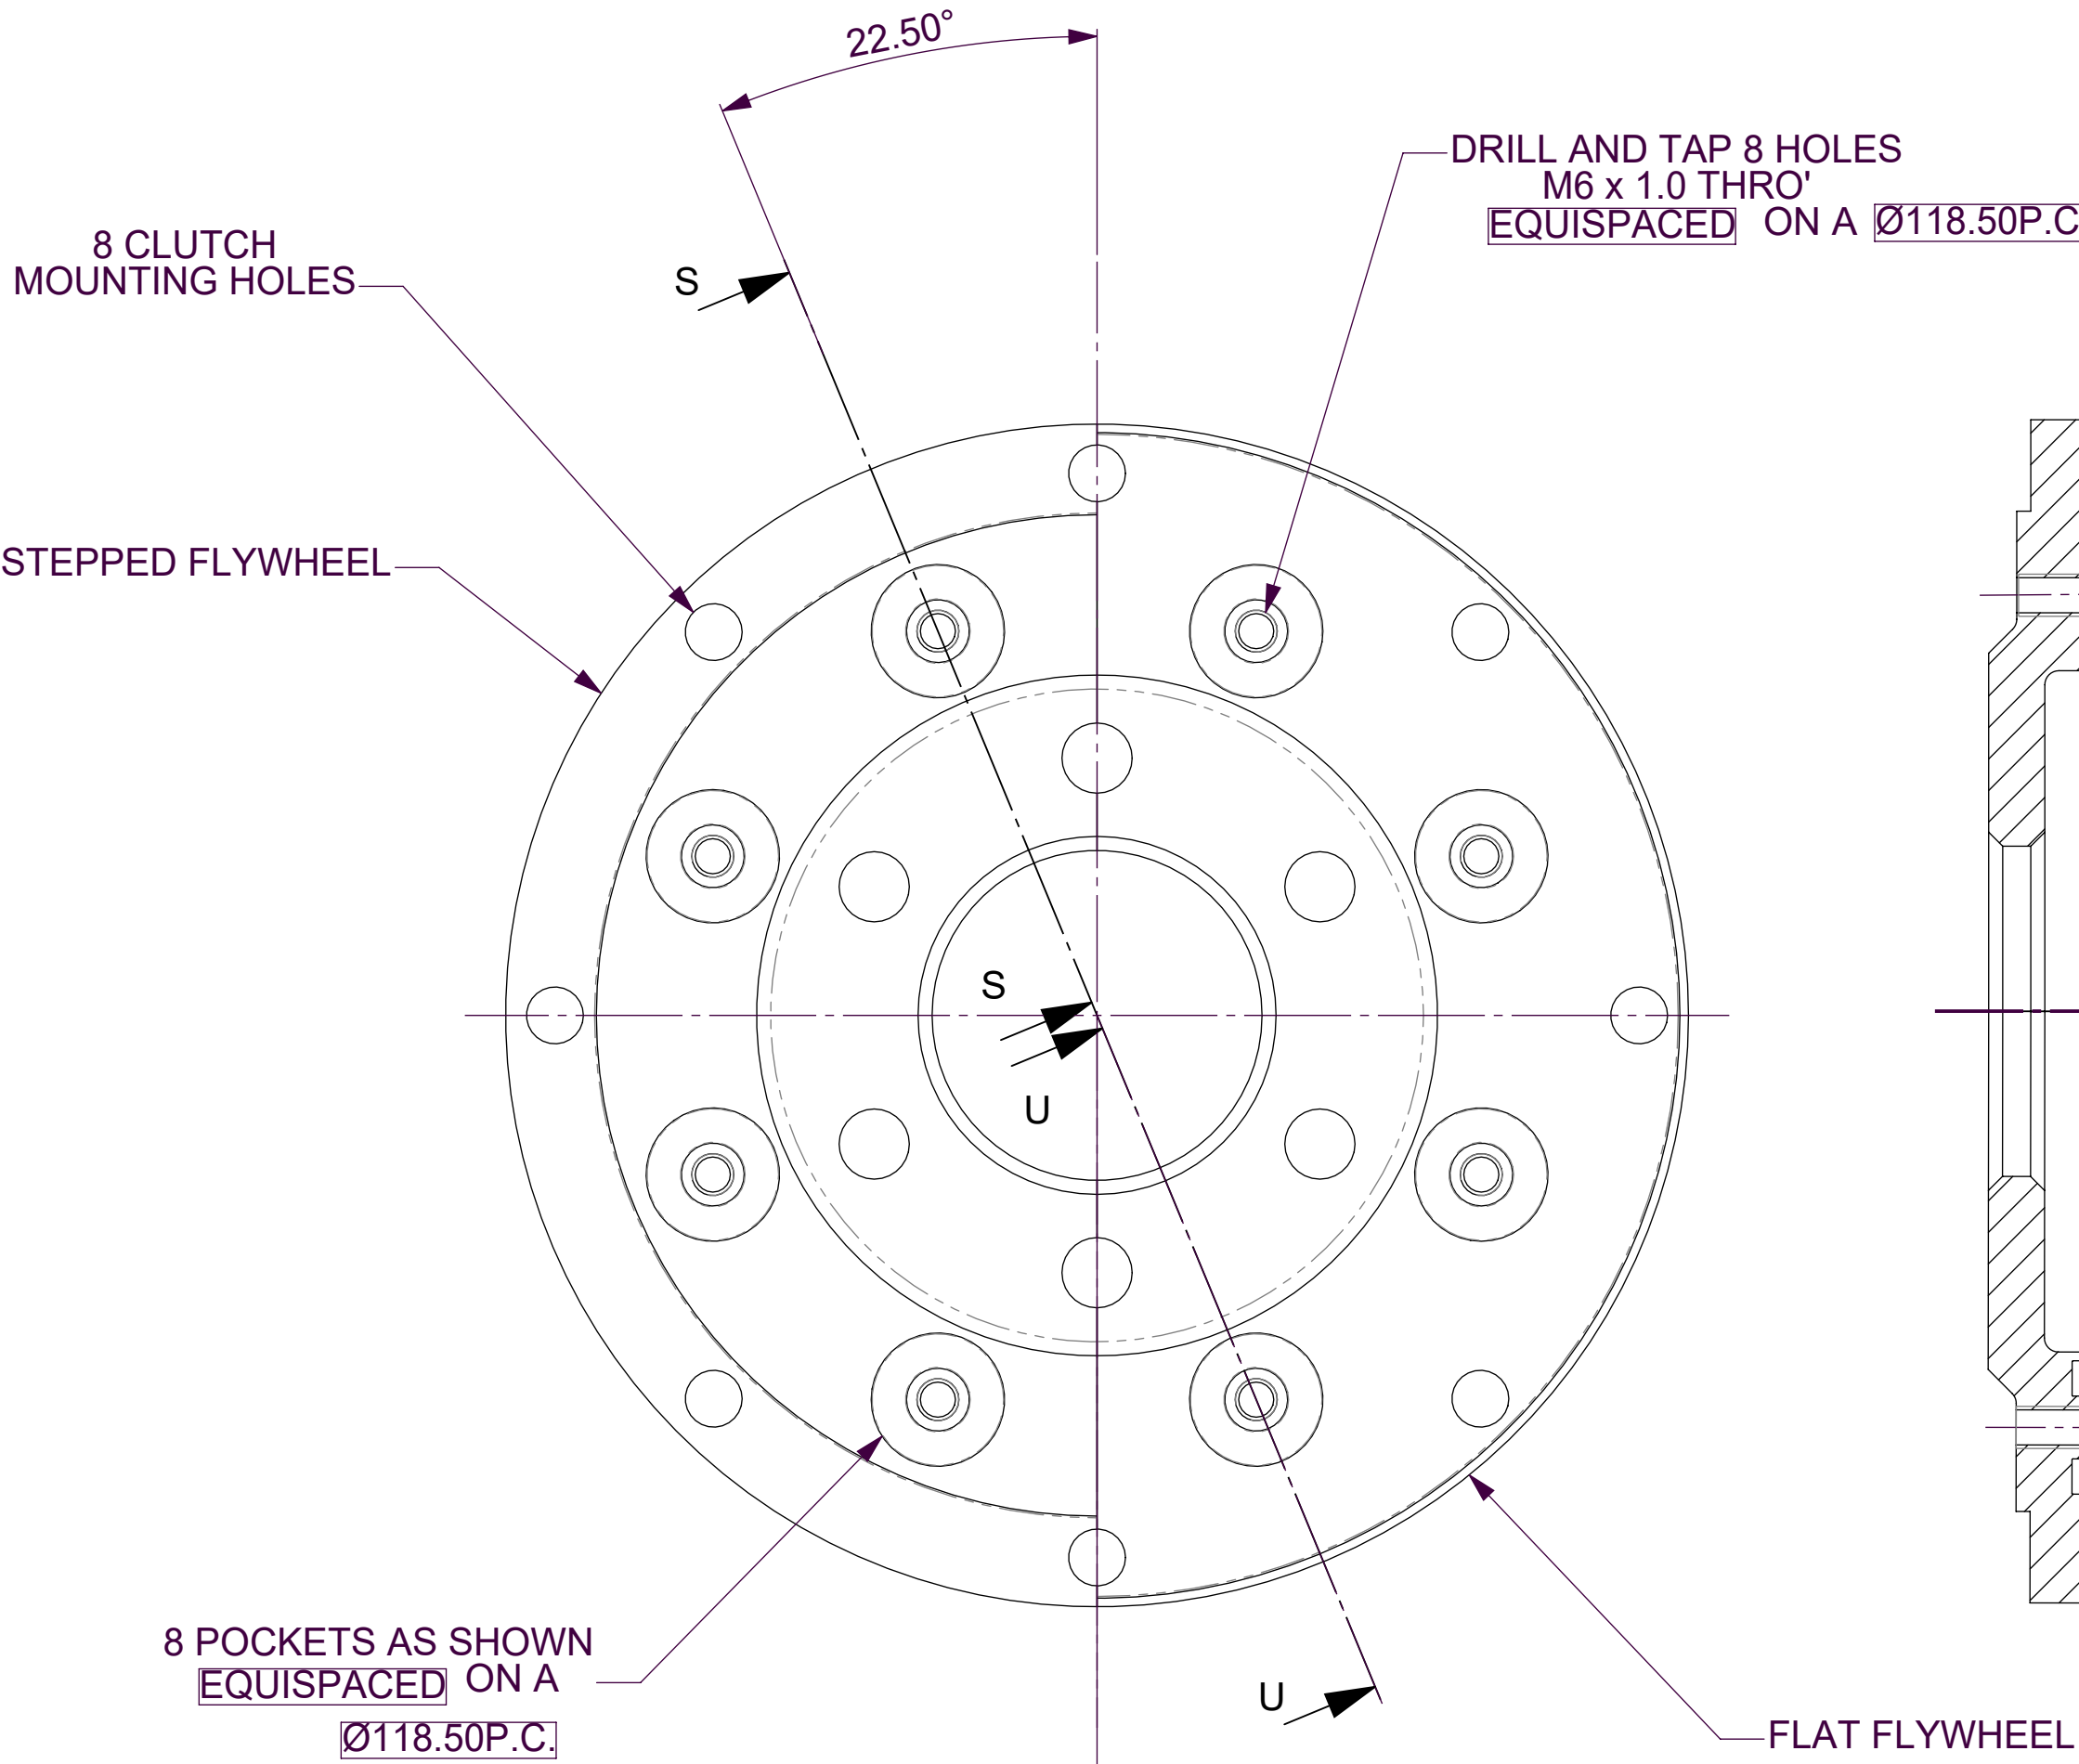 22.50°
DRILL AND TAP 8 HOLES
M6 x 1.0 THRO'
EQUISPACED ON A Ø118.50P.C
8 CLUTCH
MOUNTING HOLES
S
STEPPED FLYWHEEL
S
U
8 POCKETS AS SHOWN
EQUISPACED ON A
Ø118.50P.C.
U
FLAT FLYWHEEL